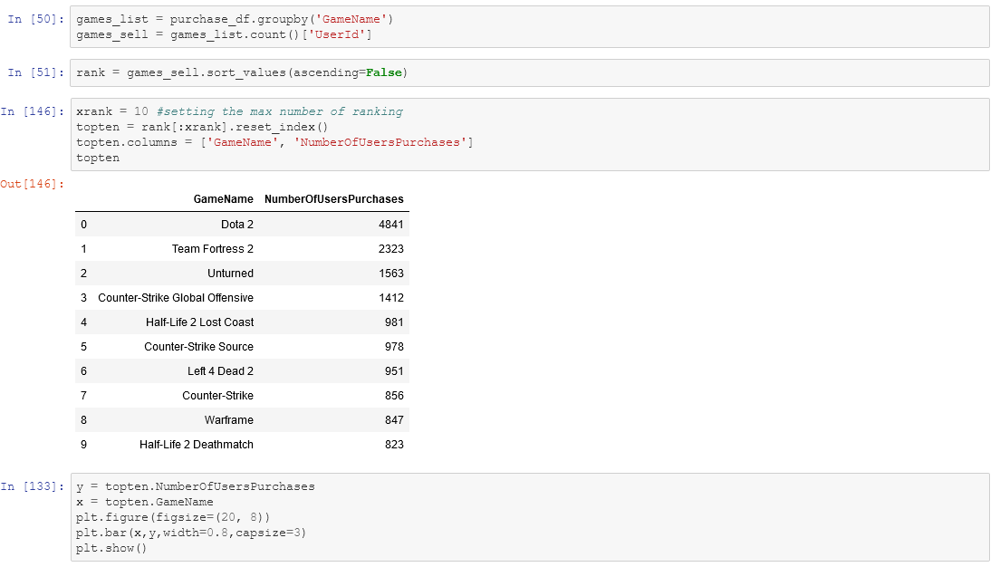 In [50]: games_list = purchase_df.groupby('GameName')
games_sell = games_list.count()['UserId']
In [51]: rank = games_sell.sort_values(ascending=False)
In [146]: xrank = 10 #setting the max number of ranking
topten = rank[:xrank].reset_index()
topten.columns = ['GameName', 'NumberOfUsersPurchases']
topten
Out[146]:
GameName NumberOfUsersPurchases
0 Dota 2 4841
1 Team Fortress 2 2323
2 Unturned 1563
3 Counter-Strike Global Offensive 1412
4 Half-Life 2 Lost Coast 981
5 Counter-Strike Source 978
6 Left 4 Dead 2 951
7 Counter-Strike 856
8 Warframe 847
9 Half-Life 2 Deathmatch 823
In [133]: y = topten.NumberOfUsersPurchases
x = topten.GameName
plt.figure(figsize=(20, 8))
plt.bar(x,y,width=0.8,capsize=3)
plt.show()